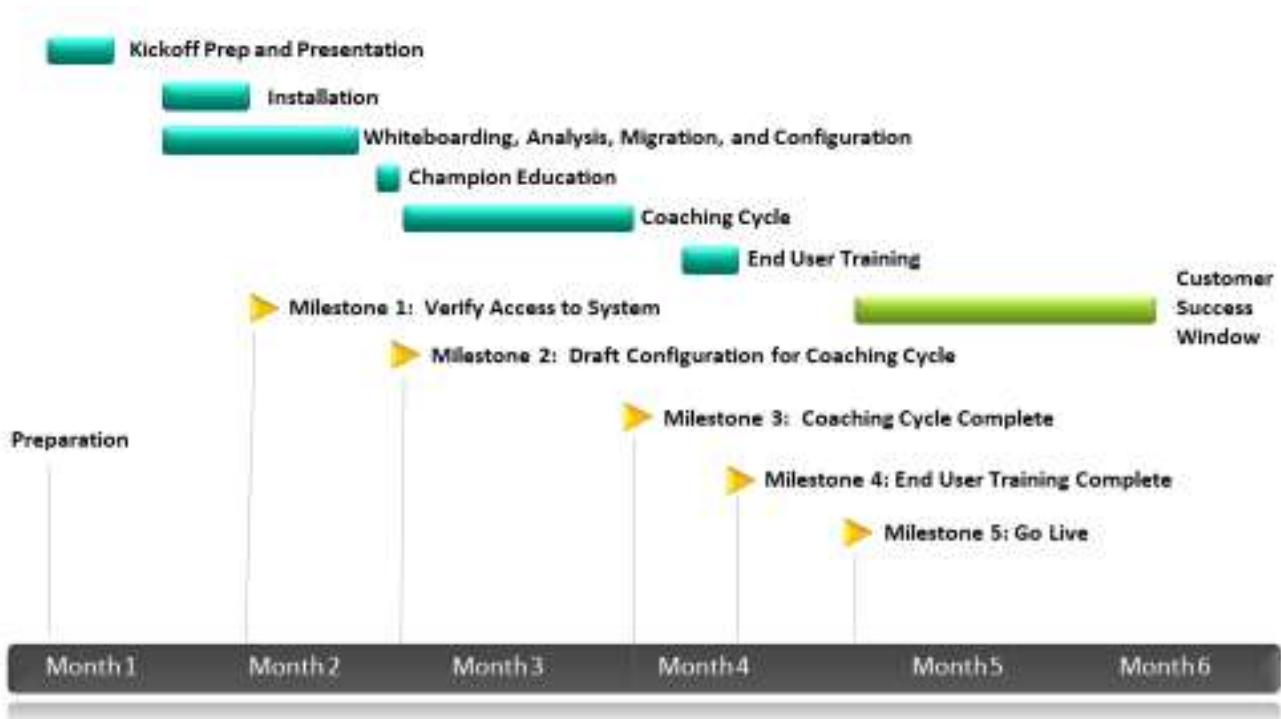 Kickoff Prep and Presentation
Installation
Whiteboarding, Analysis, Migration, and Configuration
Champion Education
Coaching Cycle
End User Training
Customer
Success
Window
Milestone 1: Verify Access to System
Milestone 2: Draft Configuration for Coaching Cycle
Milestone 3: Coaching Cycle Complete
Preparation
Milestone 4: End User Training Complete
Milestone 5: Go Live
Month 1 Month 2 Month 3 Month 4 Month 5 Month 6